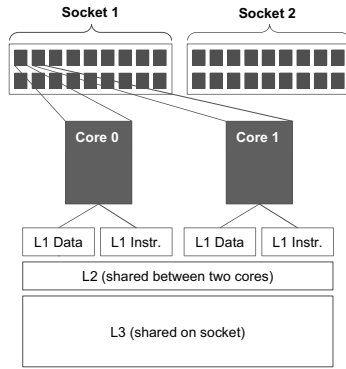 Socket 1 Socket 2
Core 0 Core 1
L1 Data L1 Instr. L1 Data L1 Instr.
L2 (shared between two cores)
L3 (shared on socket)